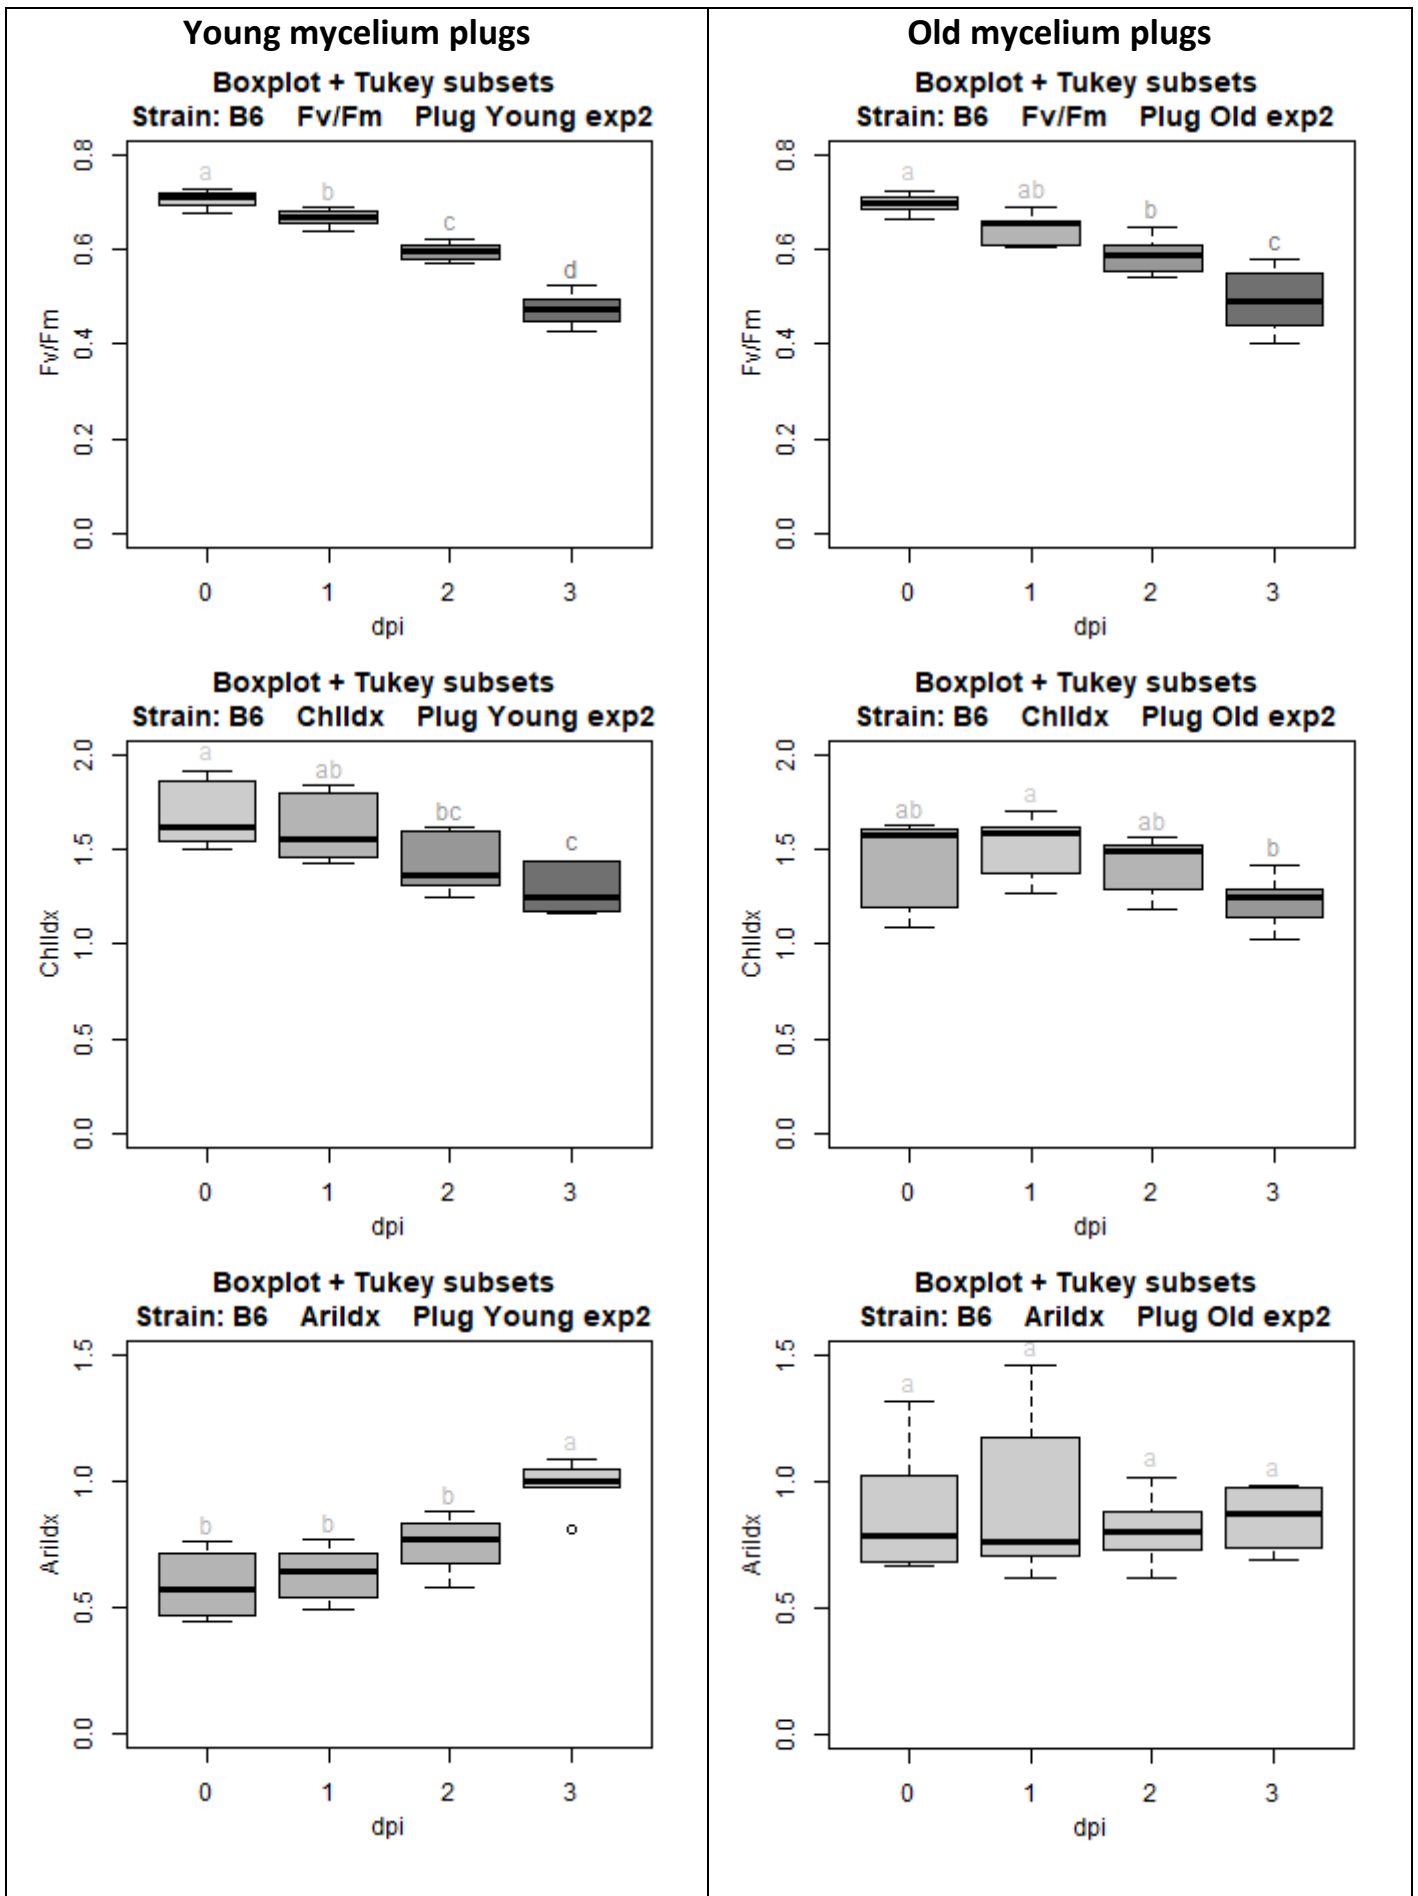 Young mycelium plugs
Boxplot + Tukey subsets
Strain: B6 Fv/Fm Plug Young exp2
Fv/Fm
0.8
0.6
0.4
0.2
0.0
a
b
c
d
0 1 2 3
dpi
Boxplot + Tukey subsets
Strain: B6 ChlIdx Plug Young exp2
ChlIdx
2.0
1.5
1.0
0.5
0.0
a
ab
bc
c
0 1 2 3
dpi
Boxplot + Tukey subsets
Strain: B6 AriIdx Plug Young exp2
AriIdx
1.5
1.0
0.5
0.0
b
b
b
a
0 1 2 3
dpi
Old mycelium plugs
Boxplot + Tukey subsets
Strain: B6 Fv/Fm Plug Old exp2
Fv/Fm
0.8
0.6
0.4
0.2
0.0
a
ab
b
c
0 1 2 3
dpi
Boxplot + Tukey subsets
Strain: B6 ChlIdx Plug Old exp2
ChlIdx
2.0
1.5
1.0
0.5
0.0
ab
a
ab
b
0 1 2 3
dpi
Boxplot + Tukey subsets
Strain: B6 AriIdx Plug Old exp2
AriIdx
1.5
1.0
0.5
0.0
a
a
a
a
0 1 2 3
dpi